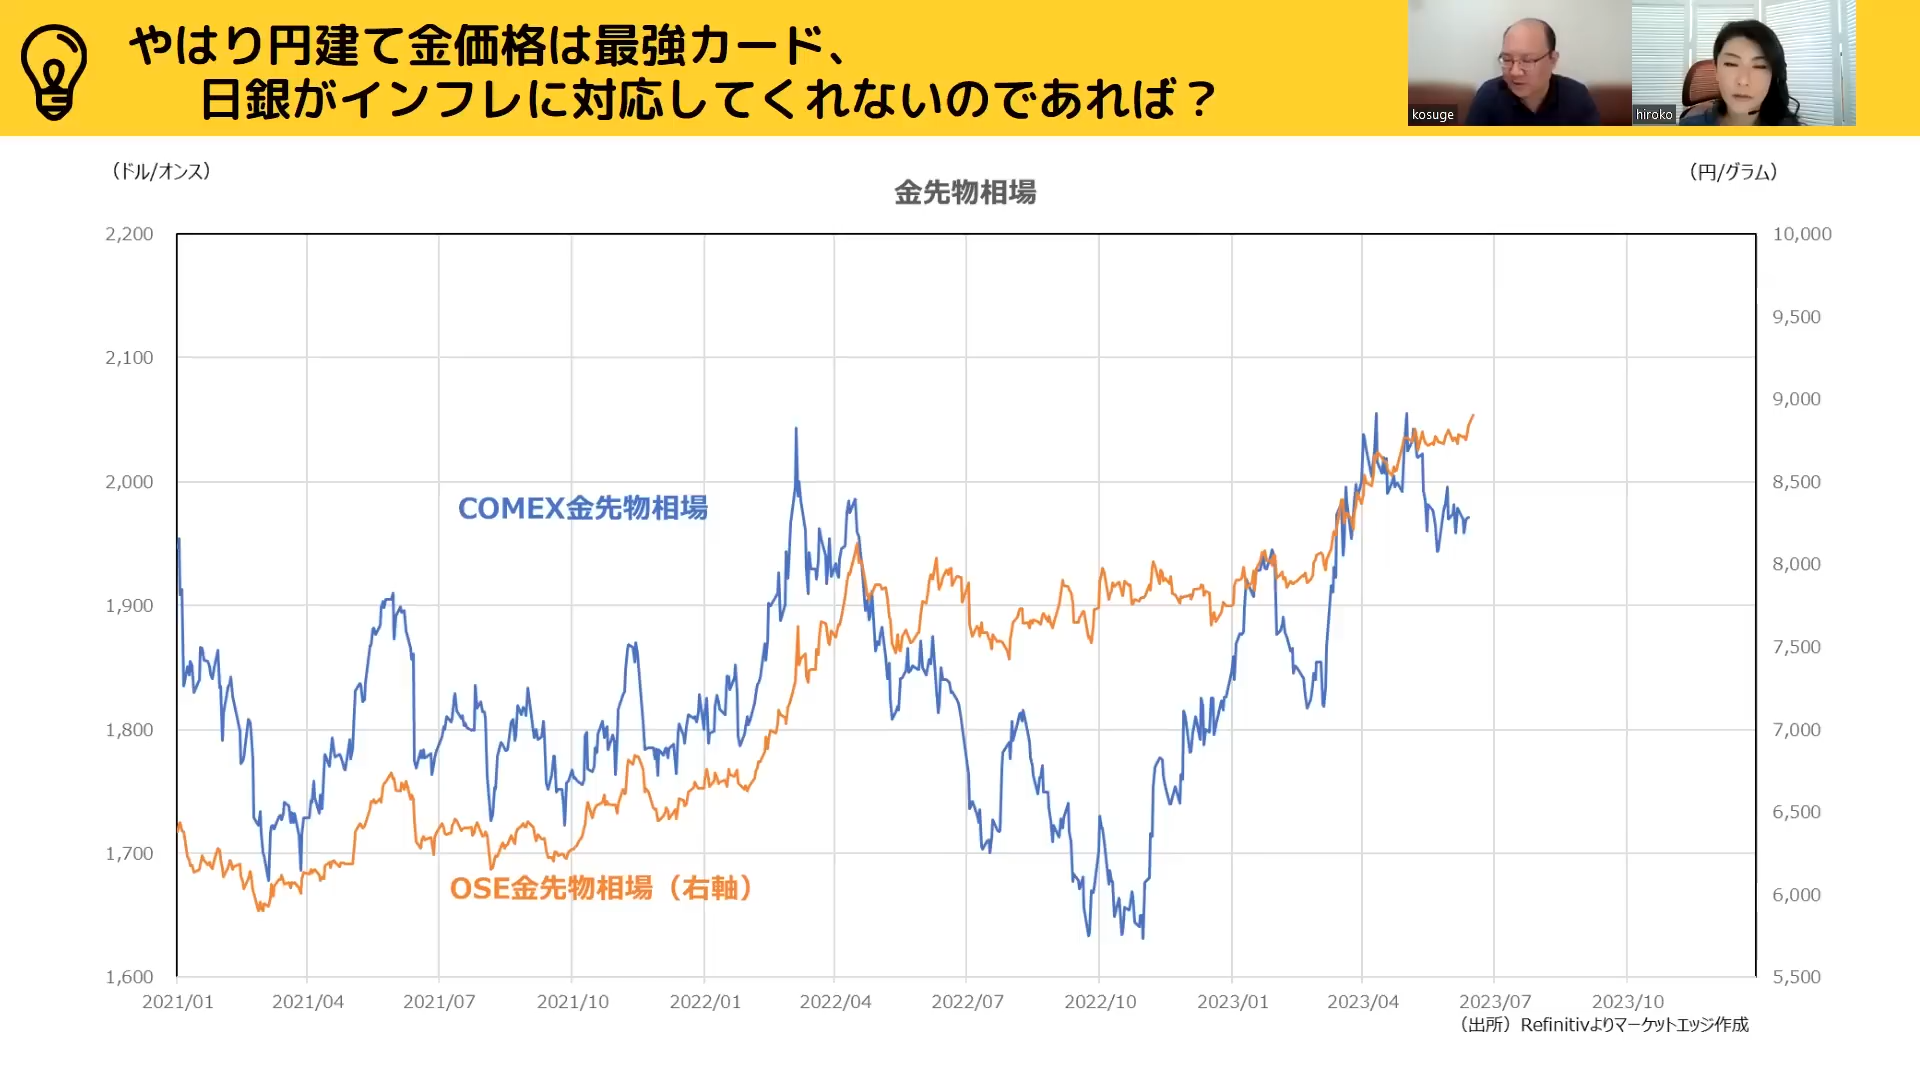 やはり円建て金価格は最強カード、
日銀がインフレに対応してくれないのであれば？
kosuge
hiroko
（ドル/オンス）
（円/グラム）
金先物相場
2,200
2,100
2,000
1,900
1,800
1,700
1,600
10,000
9,500
9,000
8,500
8,000
7,500
7,000
6,500
6,000
5,500
COMEX金先物相場
OSE金先物相場（右軸）
2021/01 2021/04 2021/07 2021/10 2022/01 2022/04 2022/07 2022/10 2023/01 2023/04 2023/07 2023/10
（出所）Refinitivよりマーケットエッジ作成